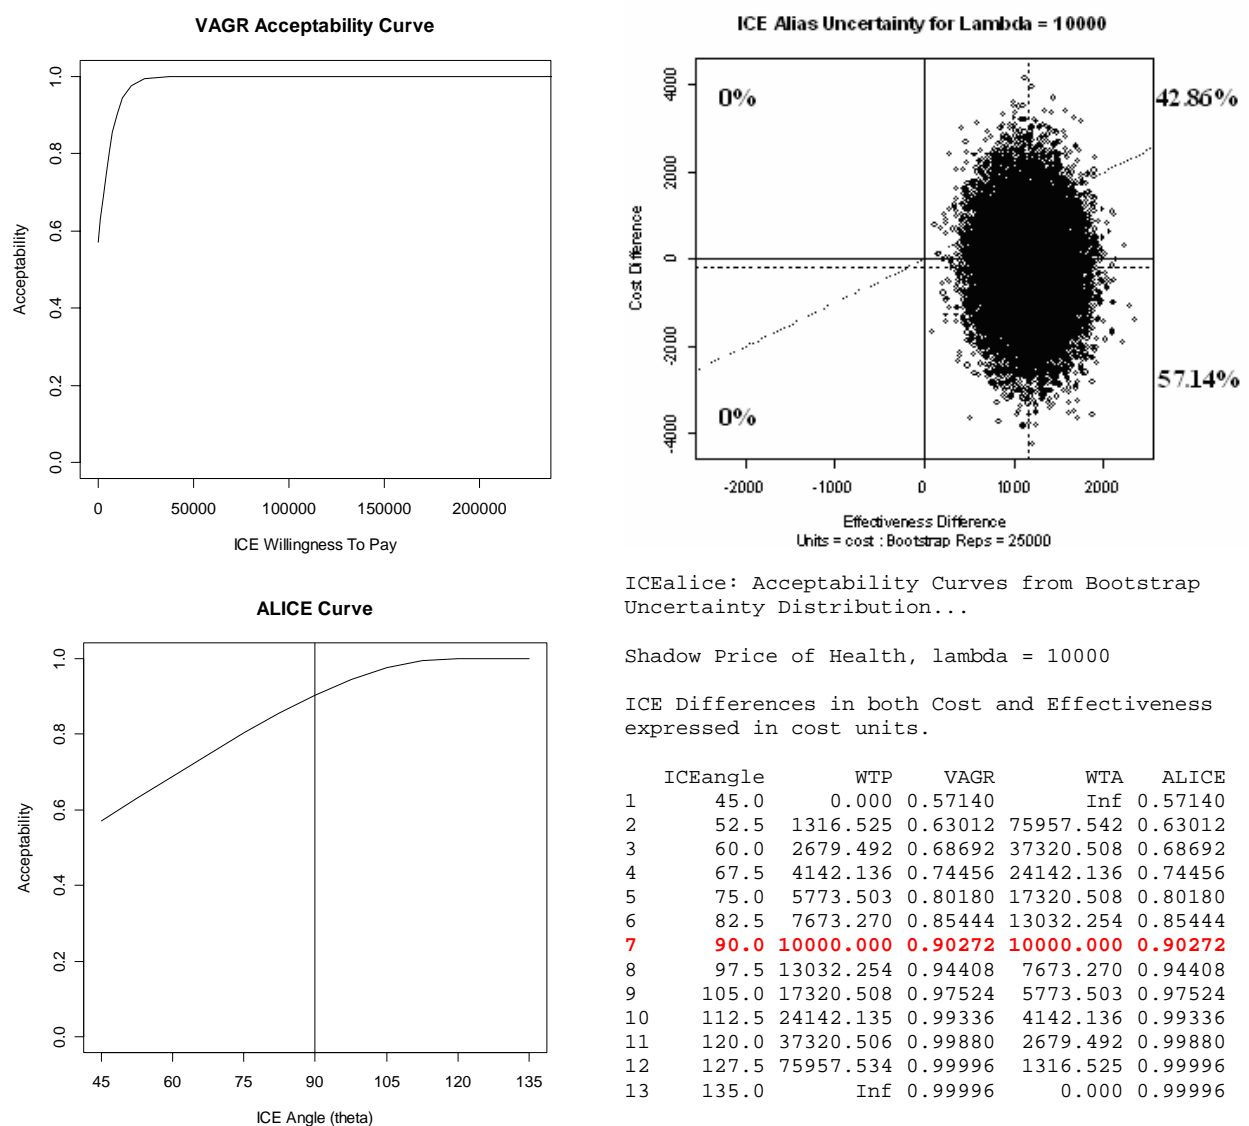 VAGR Acceptability Curve
1.0
0.8
0.6
0.4
0.2
0.0
Acceptability
0 50000 100000 150000 200000
ICE Willingness To Pay
ICE Alias Uncertainty for Lambda = 10000
4000
2000
0
-2000
-4000
Cost Difference
0% 42.86%
0% 57.14%
-2000 -1000 0 1000 2000
Effectiveness Difference
Units = cost : Bootstrap Reps = 25000
ALICE Curve
1.0
0.8
0.6
0.4
0.2
0.0
Acceptability
45 60 75 90 105 120 135
ICE Angle (theta)
ICEalice: Acceptability Curves from Bootstrap
Uncertainty Distribution...
Shadow Price of Health, lambda = 10000
ICE Differences in both Cost and Effectiveness
expressed in cost units.
ICEangle WTP VAGR WTA ALICE
1 45.0 0.000 0.57140 Inf 0.57140
2 52.5 1316.525 0.63012 75957.542 0.63012
3 60.0 2679.492 0.68692 37320.508 0.68692
4 67.5 4142.136 0.74456 24142.136 0.74456
5 75.0 5773.503 0.80180 17320.508 0.80180
6 82.5 7673.270 0.85444 13032.254 0.85444
7 90.0 10000.000 0.90272 10000.000 0.90272
8 97.5 13032.254 0.94408 7673.270 0.94408
9 105.0 17320.508 0.97524 5773.503 0.97524
10 112.5 24142.135 0.99336 4142.136 0.99336
11 120.0 37320.506 0.99880 2679.492 0.99880
12 127.5 75957.534 0.99996 1316.525 0.99996
13 135.0 Inf 0.99996 0.000 0.99996